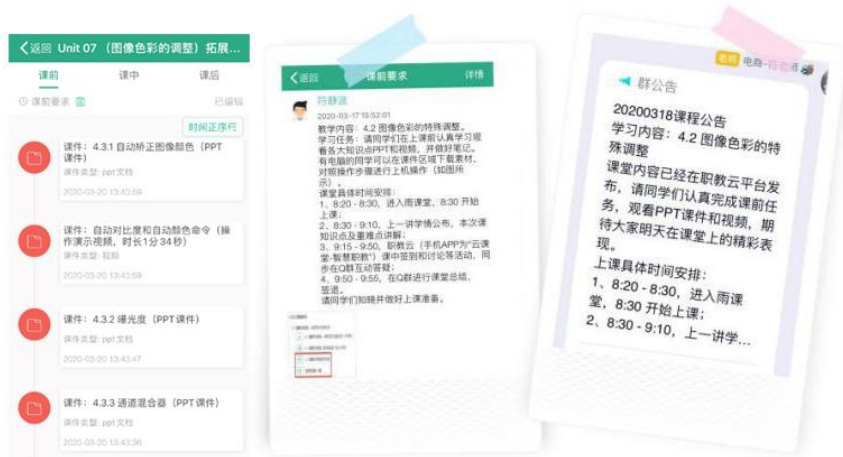 返回 Unit 07 （图像色彩的调整）拓展...
课前 课中 课后
课前要求 已编辑
时间正序
课件：4.3.1 自动矫正图像颜色（PPT
课件）
课件类型: ppt 文档
2020-03-20 13:43:59
课件：自动对比度和自动颜色命令（操
作演示视频，时长1分34秒）
课件类型: 视频
2020-03-20 13:43:59
课件：4.3.2 曝光度（PPT课件）
课件类型: ppt 文档
2020-03-20 13:43:47
课件：4.3.3 通道混合器（PPT 课件）
课件类型: ppt 文档
2020-03-20 13:43:36
返回 课前要求 详情
符静波
2020-03-17 15:52:01
教学内容：4.2 图像色彩的特殊调整。
学习任务：请同学们在上课前认真学习观
看各大知识点PPT和视频，并做好笔记。
有电脑的同学可以在课件区域下载素材，
对照操作步骤进行上机操作（如图所
示）。
课堂具体时间安排：
1、8:20 - 8:30，进入雨课堂，8:30 开始
上课；
2、8:30 - 9:10，上一讲学情公布，本次课
知识点及重难点讲解；
3、9:15 - 9:50，职教云（手机APP为“云课
堂-智慧职教”）课中签到和讨论等活动，同
步在Q群互动答疑；
4、9:50 - 9:55，在Q群进行课堂总结，
签退。
请同学们知晓并做好上课准备。
老师 电商-
群公告
20200318课程公告
学习内容：4.2 图像色彩的特
殊调整
课堂内容已经在职教云平台发
布，请同学们认真完成课前任
务，观看PPT课件和视频，期
待大家明天在课堂上的精彩表
现。
上课具体时间安排：
1、8:20 - 8:30，进入雨课
堂，8:30 开始上课；
2、8:30 - 9:10，上一讲学...